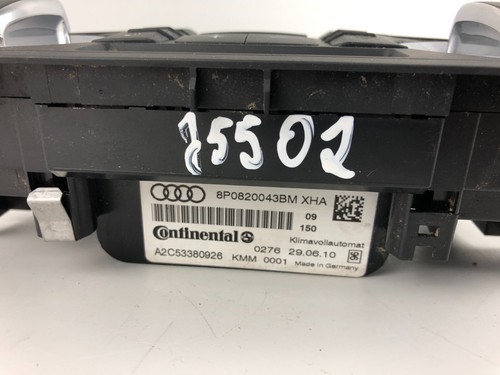 75502
8P0820043BM XHA
09
150
Continental
Klimavollautomat
0276 29.06.10
A2C53380926 KMM 0001 Made in Germany